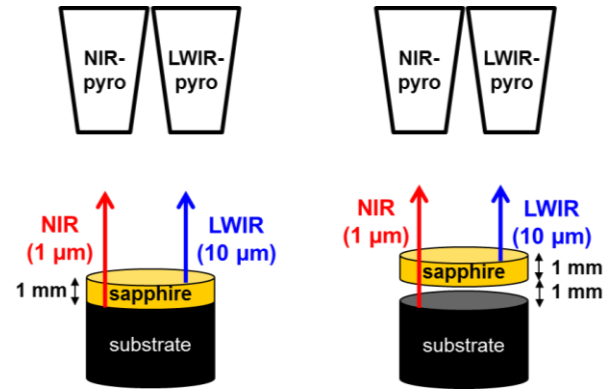 NIR-
pyro
LWIR-
pyro
NIR
(1 µm)
LWIR
(10 µm)
1 mm
sapphire
substrate
NIR-
pyro
LWIR-
pyro
NIR
(1 µm)
LWIR
(10 µm)
sapphire
1 mm
1 mm
substrate